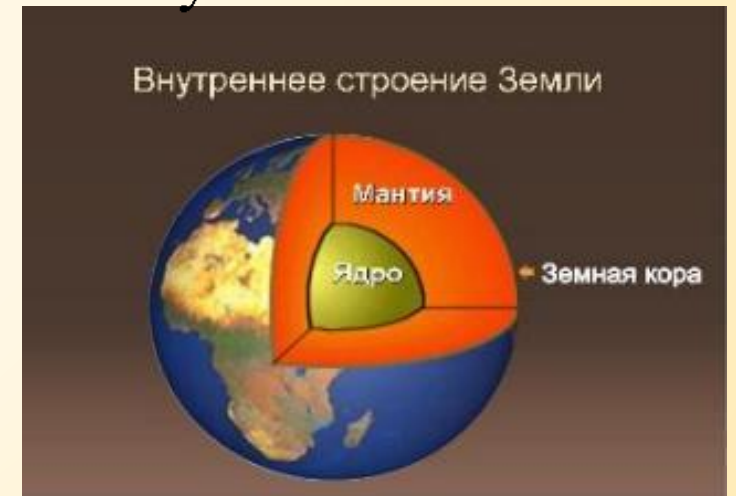 Внутреннее строение Земли
Мантия
Ядро
Земная кора